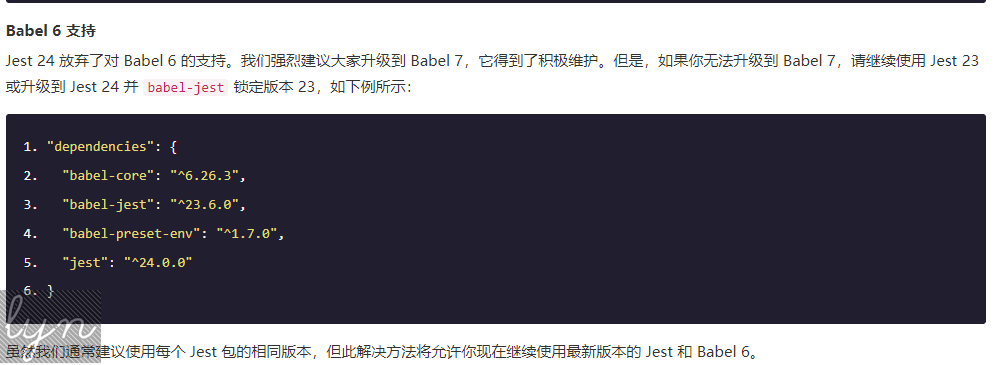 Babel 6 支持
Jest 24 放弃了对 Babel 6 的支持。我们强烈建议大家升级到 Babel 7，它得到了积极维护。但是，如果你无法升级到 Babel 7，请继续使用 Jest 23
或升级到 Jest 24 并 babel-jest 锁定版本 23，如下例所示：
1. "dependencies": {
2.   "babel-core": "^6.26.3",
3.   "babel-jest": "^23.6.0",
4.   "babel-preset-env": "^1.7.0",
5.   "jest": "^24.0.0"
6. }
lyn
虽然我们通常建议使用每个 Jest 包的相同版本，但此解决方法将允许你现在继续使用最新版本的 Jest 和 Babel 6。